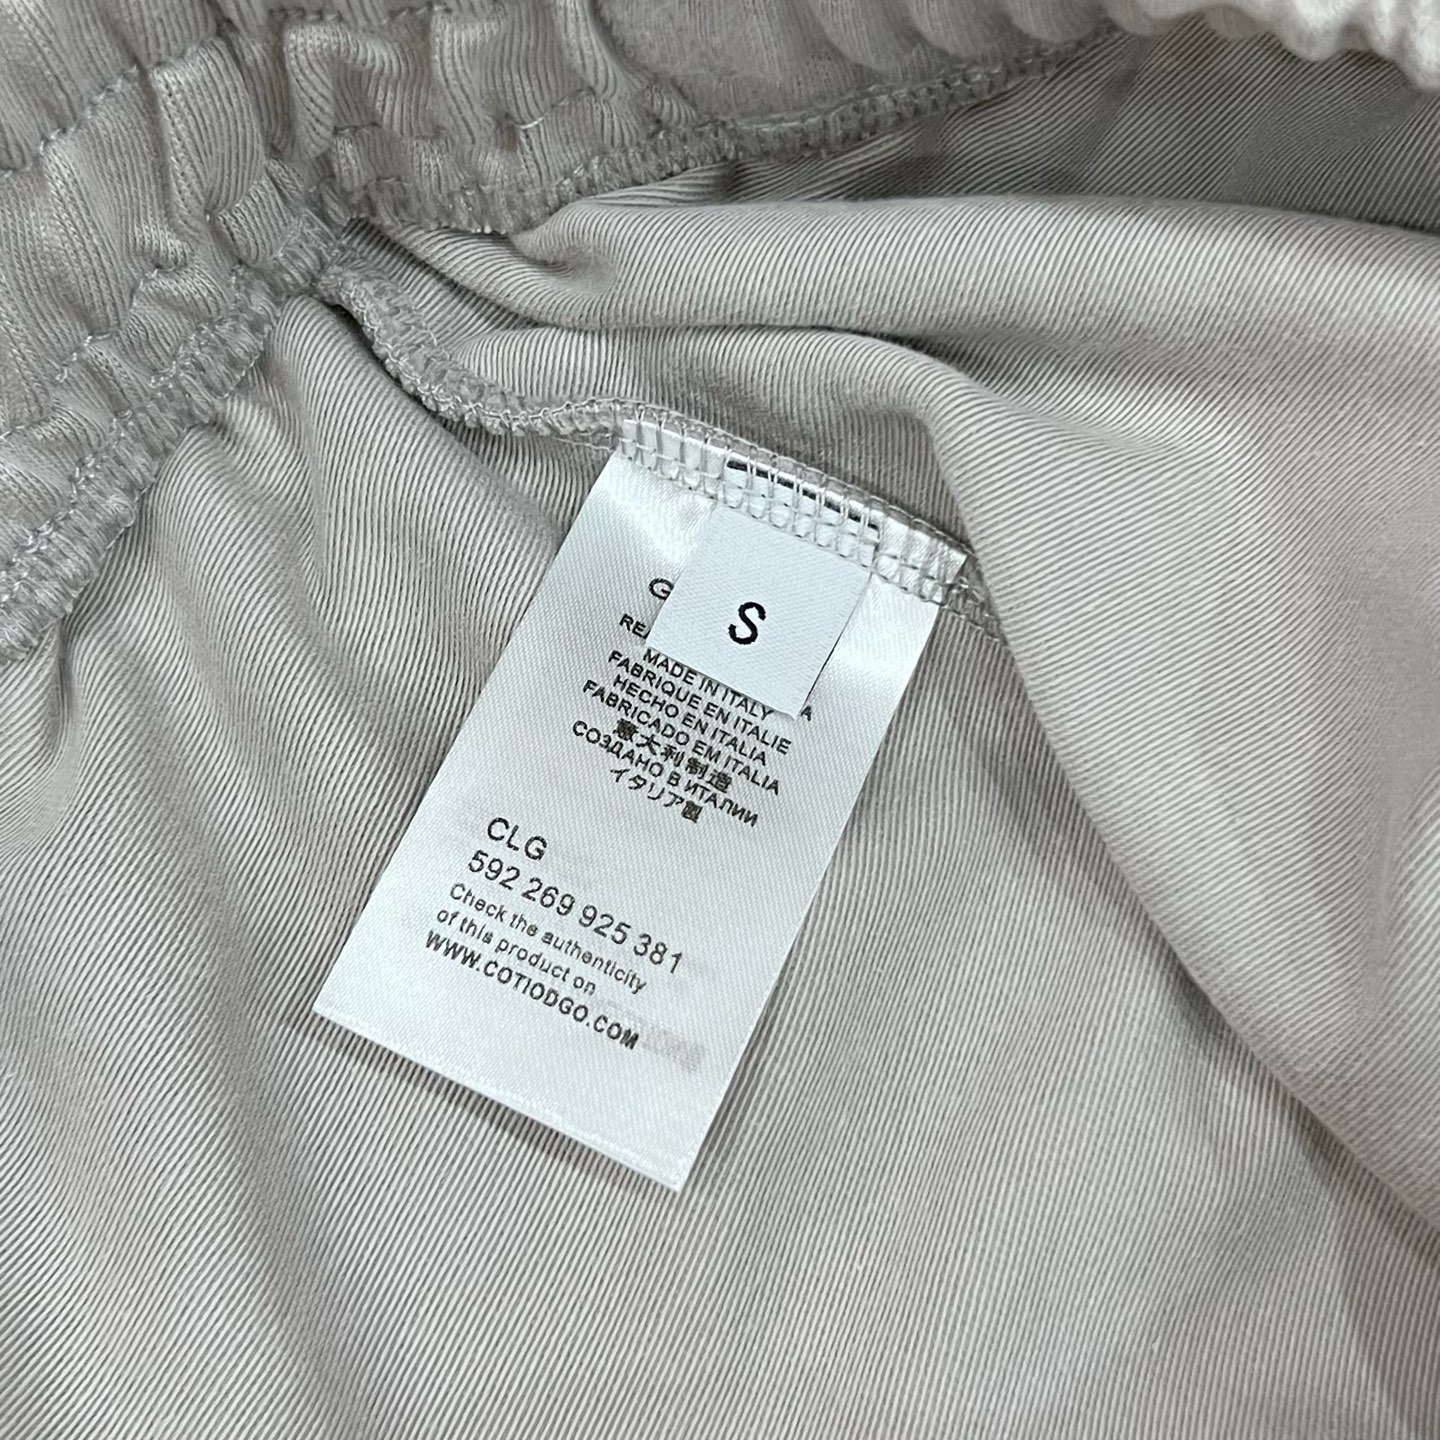 S
MADE IN ITALY
FABRIQUE EN ITALIE
HECHO EN ITALIA
FABRICADO EM ITALIA
意大利制造
СОЗДАНО В ИТАЛИИ
イタリア製
CLG
592 269 925 381
Check the authenticity
of this product on
WWW.COTIODGO.COM